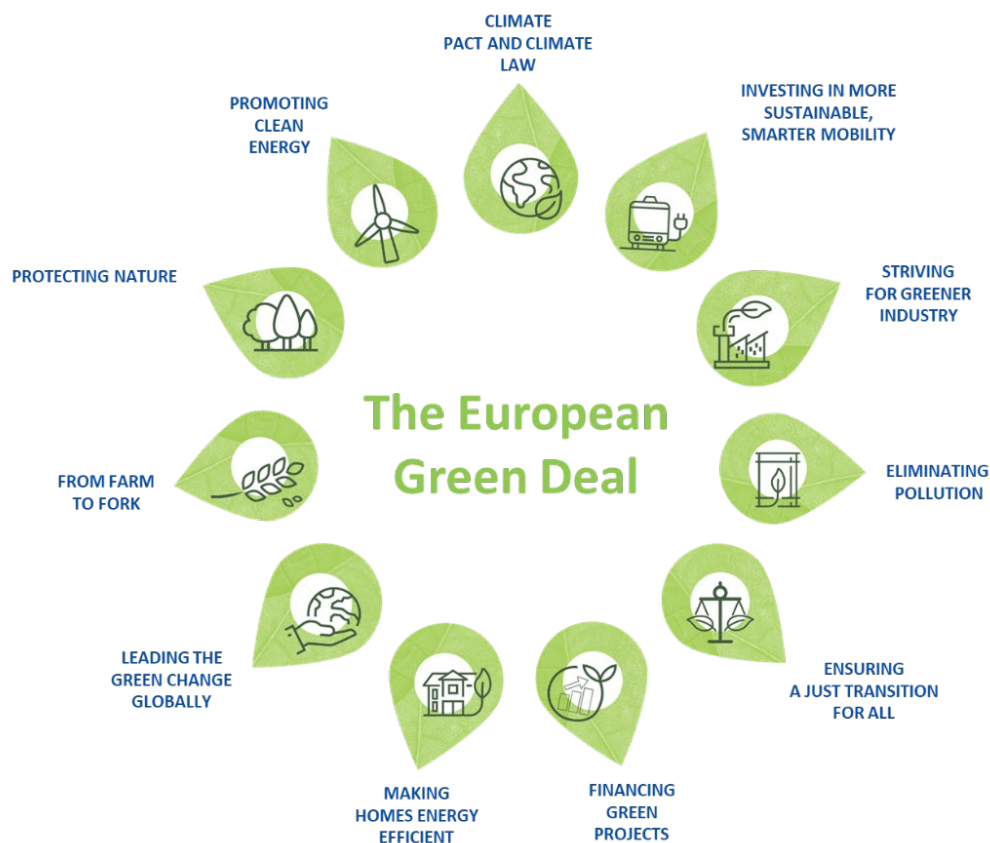 CLIMATE
PACT AND CLIMATE
LAW
INVESTING IN MORE
SUSTAINABLE,
SMARTER MOBILITY
STRIVING
FOR GREENER
INDUSTRY
ELIMINATING
POLLUTION
ENSURING
A JUST TRANSITION
FOR ALL
FINANCING
GREEN
PROJECTS
MAKING
HOMES ENERGY
EFFICIENT
LEADING THE
GREEN CHANGE
GLOBALLY
FROM FARM
TO FORK
PROTECTING NATURE
PROMOTING
CLEAN
ENERGY
The European
Green Deal